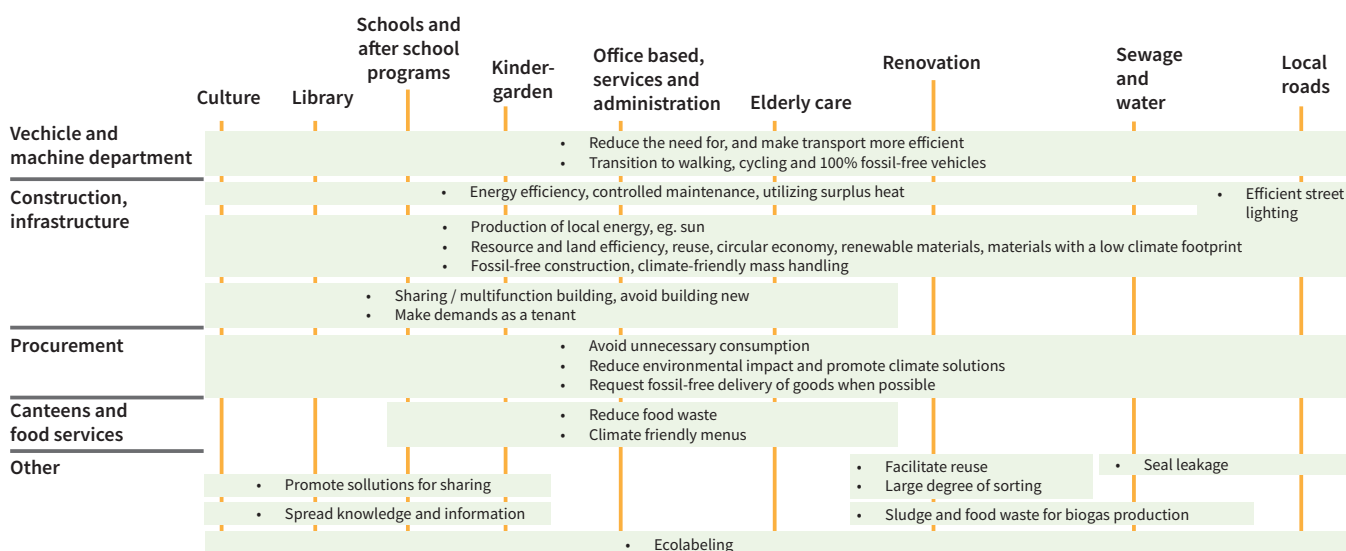 Schools and
after school
programs
Culture
Library
Kinder-
garden
Office based,
services and
administration
Elderly care
Renovation
Sewage
and
water
Local
roads
Vechicle and
machine department
• Reduce the need for, and make transport more efficient
• Transition to walking, cycling and 100% fossil-free vehicles
Construction,
infrastructure
• Energy efficiency, controlled maintenance, utilizing surplus heat
• Efficient street
lighting
• Production of local energy, eg. sun
• Resource and land efficiency, reuse, circular economy, renewable materials, materials with a low climate footprint
• Fossil-free construction, climate-friendly mass handling
• Sharing / multifunction building, avoid building new
• Make demands as a tenant
Procurement
• Avoid unnecessary consumption
• Reduce environmental impact and promote climate solutions
• Request fossil-free delivery of goods when possible
Canteens and
food services
• Reduce food waste
• Climate friendly menus
Other
• Facilitate reuse
• Large degree of sorting
• Seal leakage
• Promote sollutions for sharing
• Spread knowledge and information
• Sludge and food waste for biogas production
• Ecolabeling